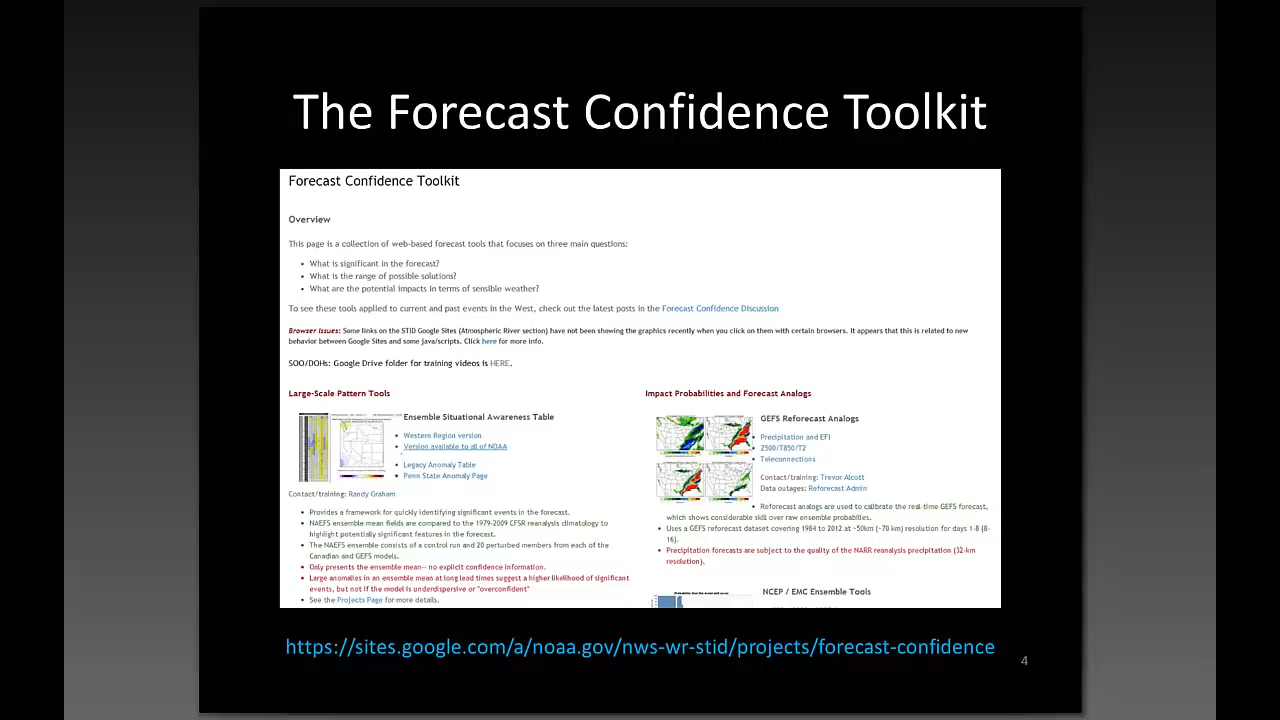 The Forecast Confidence Toolkit
Forecast Confidence Toolkit
Overview
This page is a collection of web-based forecast tools that focuses on three main questions:
• What is significant in the forecast?
• What is the range of possible solutions?
• What are the potential impacts in terms of sensible weather?
To see these tools applied to current and past events in the West, check out the latest posts in the Forecast Confidence Discussion
Browser Issues: Some links on the STID Google Sites (Atmospheric River section) have not been showing the graphics recently when you click on them with certain browsers. It appears that this is related to new
behavior between Google Sites and some java/scripts. Click here for more info.
SOO/DOHs: Google Drive folder for training videos is HERE.
Large-Scale Pattern Tools
Ensemble Situational Awareness Table
• Western Region version
• Version available to all of NOAA
• Legacy Anomaly Table
• Penn State Anomaly Page
Contact/training: Randy Graham
• Provides a framework for quickly identifying significant events in the forecast.
• NAEFS ensemble mean fields are compared to the 1979-2009 CFSR reanalysis climatology to
highlight potentially significant features in the forecast.
• The NAEFS ensemble consists of a control run and 20 perturbed members from each of the
Canadian and GEFS models.
• Only presents the ensemble mean-- no explicit confidence information.
• Large anomalies in an ensemble mean at long lead times suggest a higher likelihood of significant
events, but not if the model is underdispersive or "overconfident"
• See the Projects Page for more details.
Impact Probabilities and Forecast Analogs
GEFS Reforecast Analogs
• Precipitation and EFI
• Z500/T850/T2
• Teleconnections
Contact/training: Trevor Alcott
Data outages: Reforecast Admin
• Reforecast analogs are used to calibrate the real-time GEFS forecast,
which shows considerable skill over raw ensemble probabilies.
• Uses a GEFS reforecast dataset covering 1984 to 2012 at ~50km (~70 km) resolution for days 1-8 (8-
16).
• Precipitation forecasts are subject to the quality of the NARR reanalysis precipitation (32-km
resolution).
Probability that the event will occur
NCEP / EMC Ensemble Tools
https://sites.google.com/a/noaa.gov/nws-wr-stid/projects/forecast-confidence
4